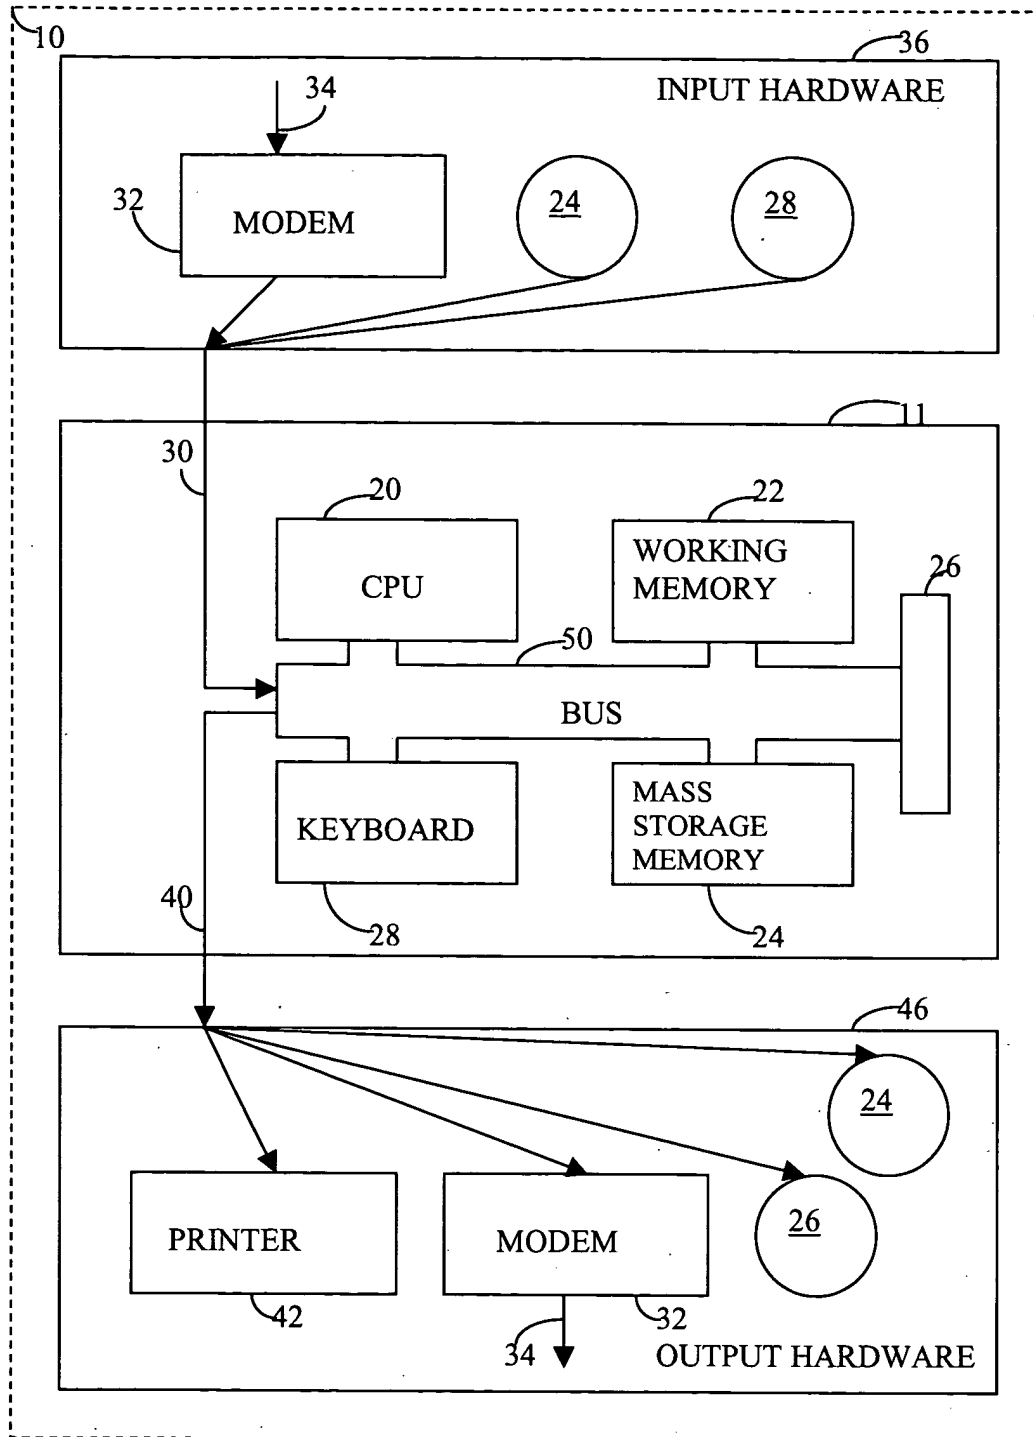 10
36
INPUT HARDWARE
34
32
MODEM
24
28
11
30
20
22
CPU
WORKING
MEMORY
26
50
BUS
KEYBOARD
MASS
STORAGE
MEMORY
40
28
24
46
24
26
PRINTER
MODEM
42
32
34
OUTPUT HARDWARE